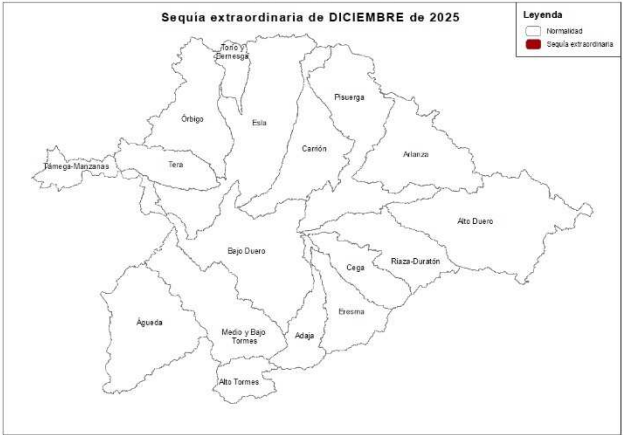 Sequía extraordinaria de DICIEMBRE de 2025
Leyenda
Normalidad
Sequía extraordinaria
Torío y
Bernesga
Pisuerga
Órbigo
Esla
Carrión
Arlanza
Támega-Manzanas
Tera
Alto Duero
Bajo Duero
Riaza-Duratón
Cega
Eresma
Águeda
Medio y Bajo
Tormes
Adaja
Alto Tormes